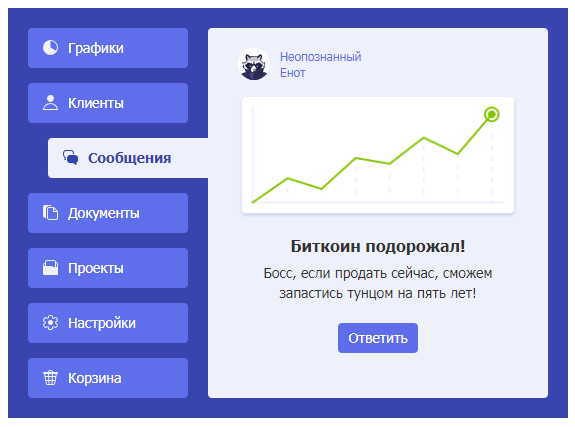 Графики
Клиенты
Сообщения
Документы
Проекты
Настройки
Корзина
Неопознанный
Енот
Биткоин подорожал!
Босс, если продать сейчас, сможем
запастись тунцом на пять лет!
Ответить